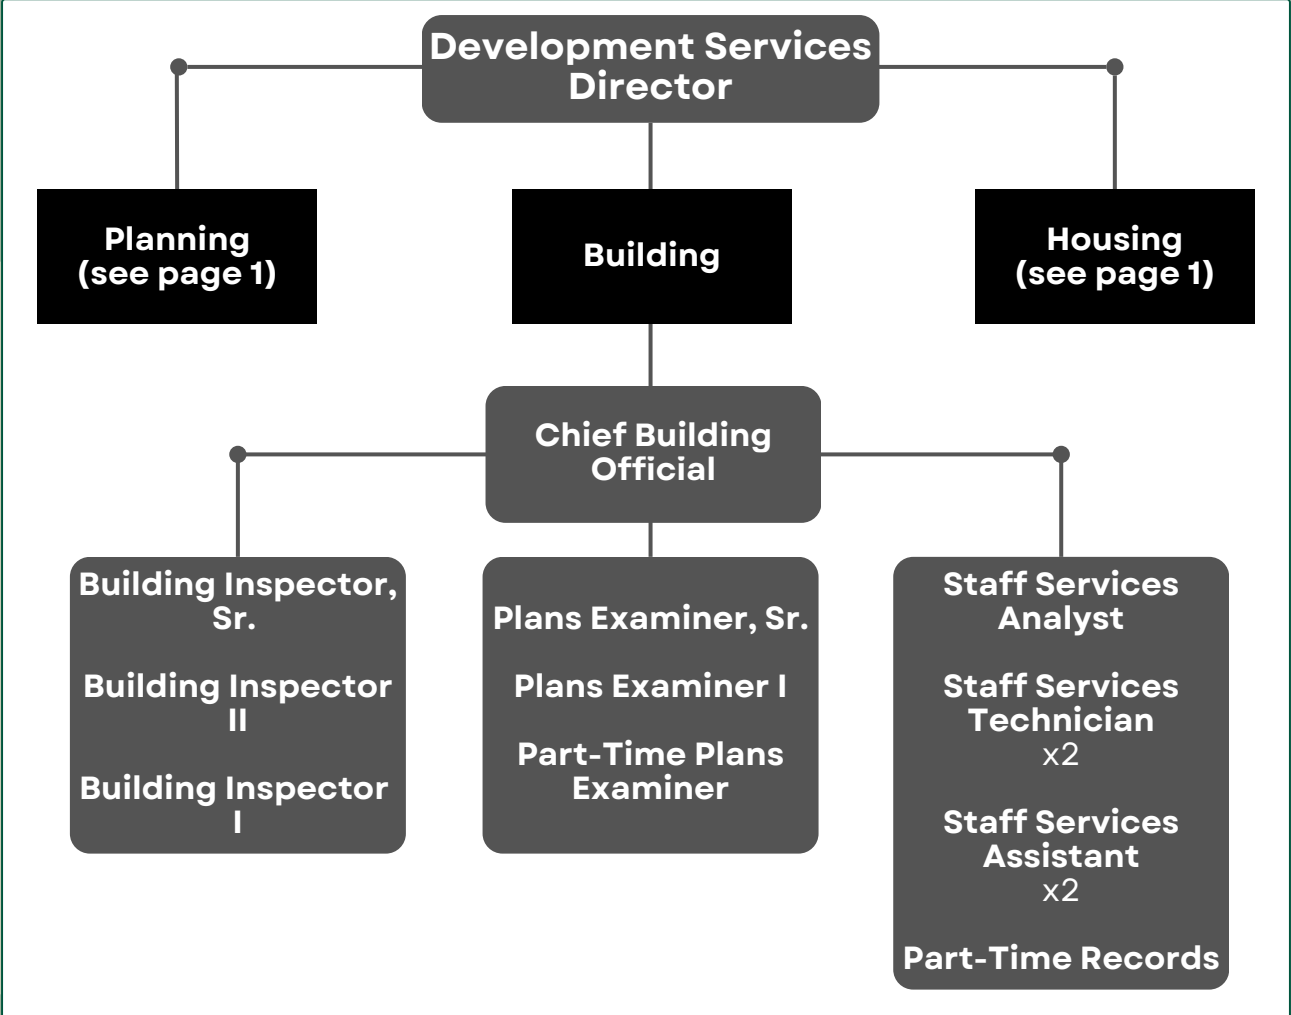 Development Services
Director
Planning
(see page 1)
Building
Housing
(see page 1)
Chief Building
Official
Building Inspector,
Sr.
Building Inspector
II
Building Inspector
I
Plans Examiner, Sr.
Plans Examiner I
Part-Time Plans
Examiner
Staff Services
Analyst
Staff Services
Technician
x2
Staff Services
Assistant
x2
Part-Time Records